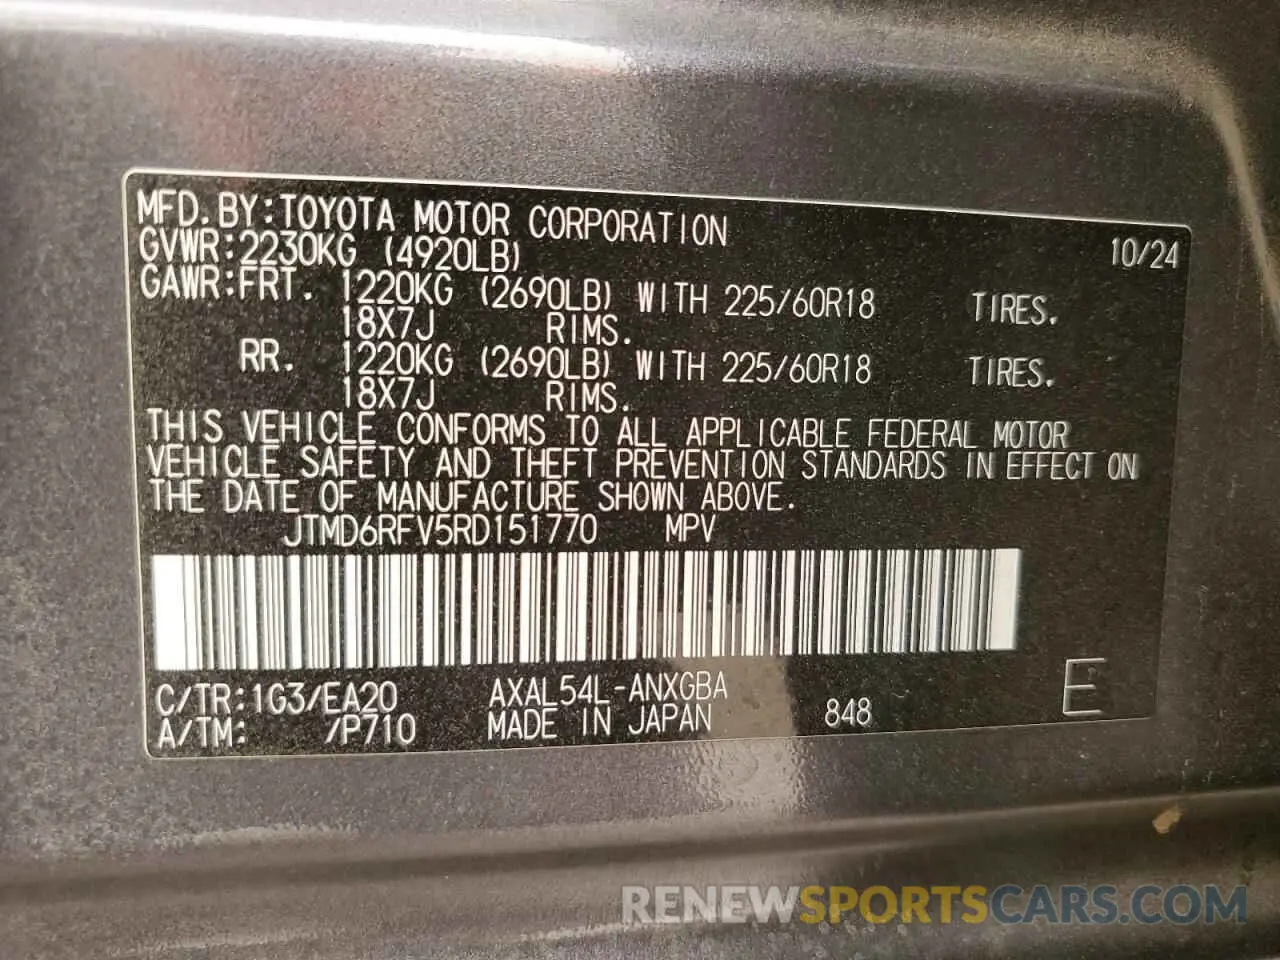 MFD. BY:TOYOTA MOTOR CORPORATION 10/24
GVWR:2230KG (4920LB)
GAWR:FRT. 1220KG (2690LB) WITH 225/60R18 TIRES.
18X7J RIMS.
RR. 1220KG (2690LB) WITH 225/60R18 TIRES.
18X7J RIMS.
THIS VEHICLE CONFORMS TO ALL APPLICABLE FEDERAL MOTOR
VEHICLE SAFETY AND THEFT PREVENTION STANDARDS IN EFFECT ON
THE DATE OF MANUFACTURE SHOWN ABOVE.
JTMD6RFV5RD151770 MPV
C/TR:1G3/EA20 AXAL54L-ANXGBA
A/TM: /P710 MADE IN JAPAN 848 E
RENEWSPORTSCARS.COM